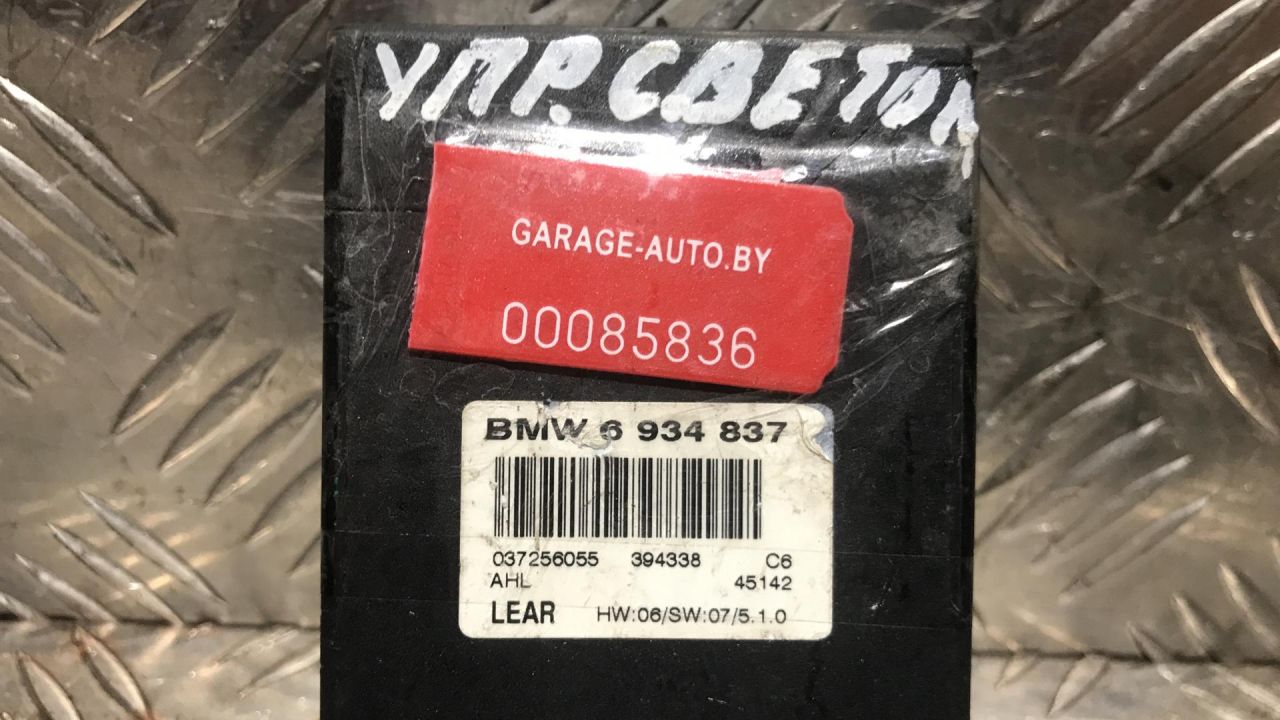 УПР. СВЕТОМ
GARAGE-AUTO.BY
00085836
BMW 6 934 837
037256055 394338 C6
AHL 45142
LEAR HW:06/SW:07/5.1.0